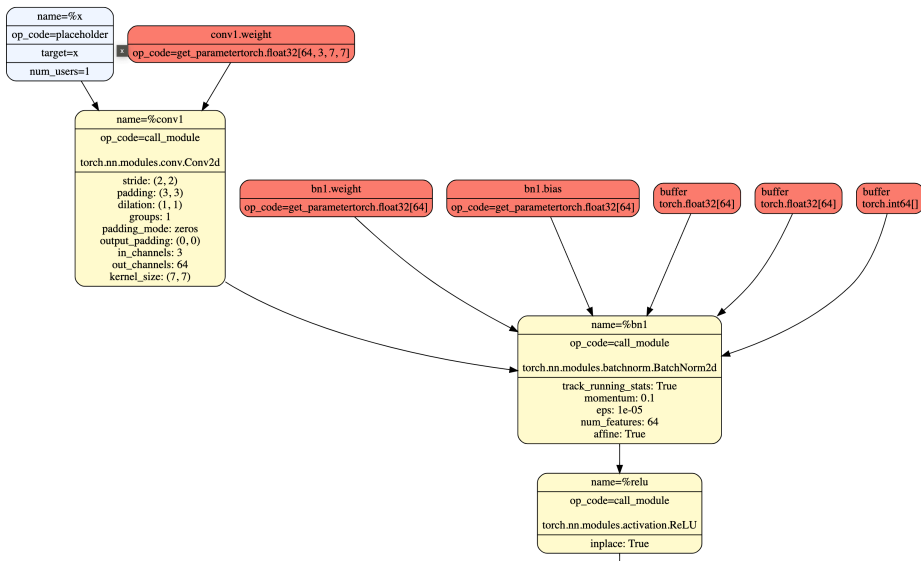 name=%x
op_code=placeholder
target=x
num_users=1
x
conv1.weight
op_code=get_parametertorch.float32[64, 3, 7, 7]
name=%conv1
op_code=call_module
torch.nn.modules.conv.Conv2d
stride: (2, 2)
padding: (3, 3)
dilation: (1, 1)
groups: 1
padding_mode: zeros
output_padding: (0, 0)
in_channels: 3
out_channels: 64
kernel_size: (7, 7)
bn1.weight
op_code=get_parametertorch.float32[64]
bn1.bias
op_code=get_parametertorch.float32[64]
buffer
torch.float32[64]
buffer
torch.float32[64]
buffer
torch.int64[]
name=%bn1
op_code=call_module
torch.nn.modules.batchnorm.BatchNorm2d
track_running_stats: True
momentum: 0.1
eps: 1e-05
num_features: 64
affine: True
name=%relu
op_code=call_module
torch.nn.modules.activation.ReLU
inplace: True